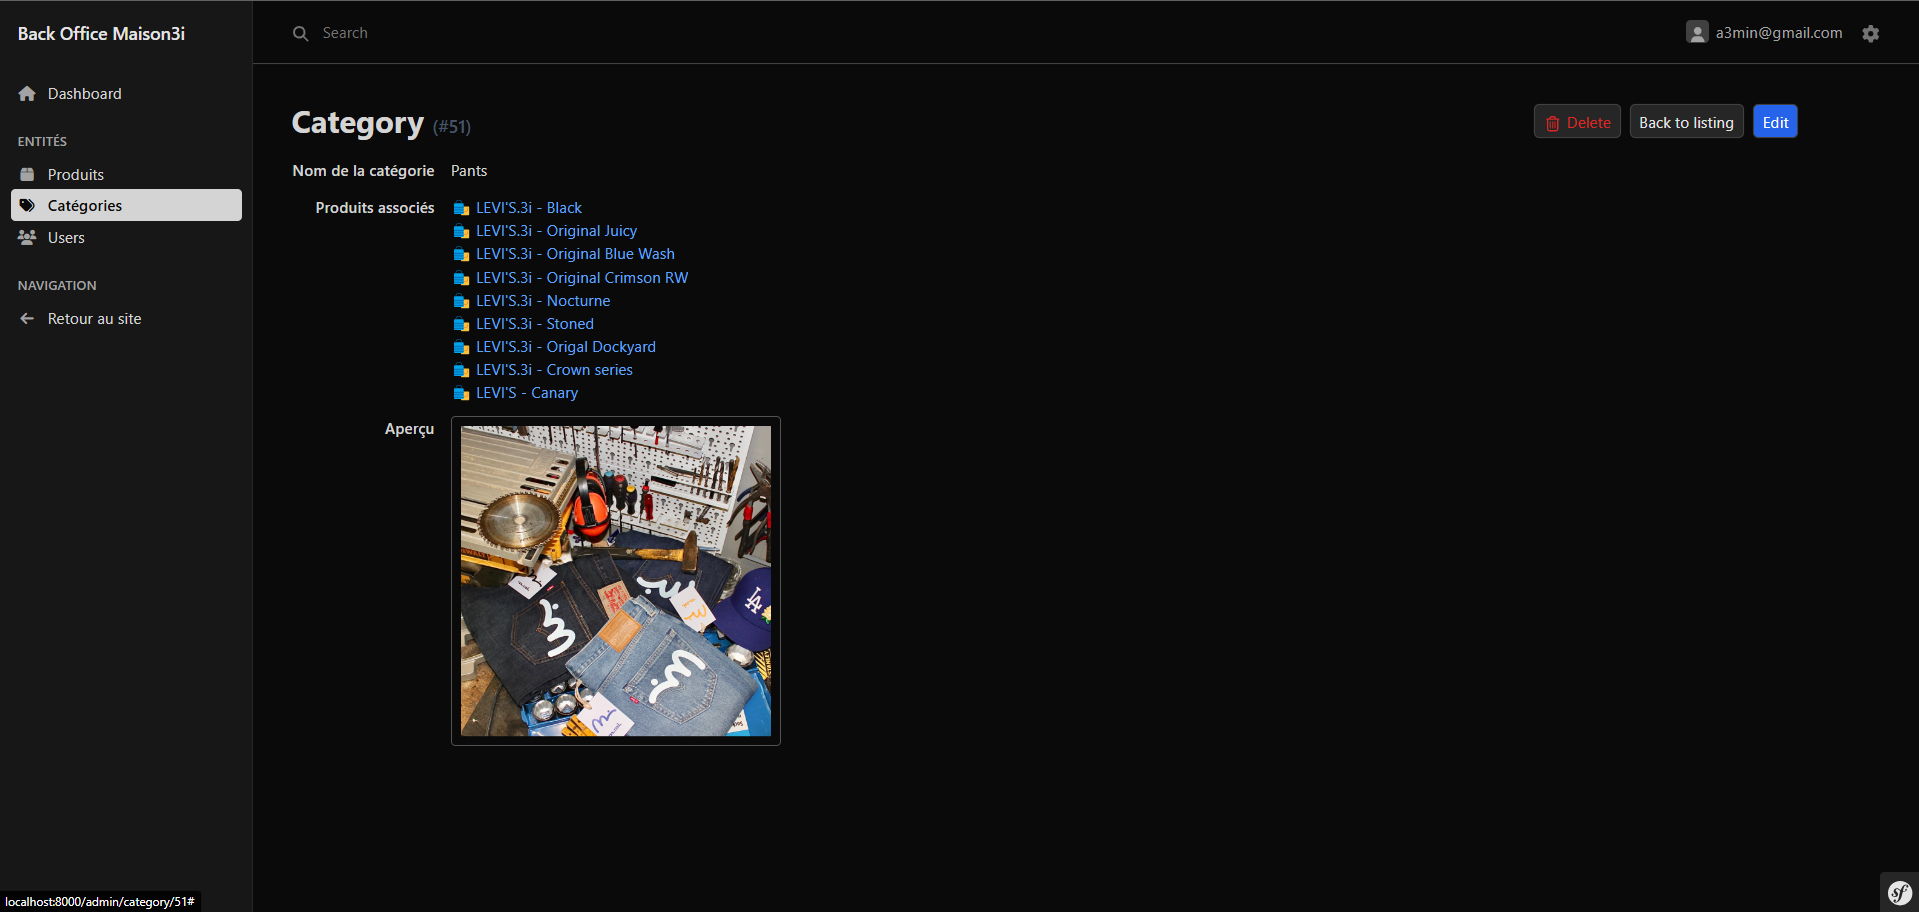 Back Office Maison3i
Search
a3min@gmail.com
Dashboard
ENTITÉS
Produits
Catégories
Users
NAVIGATION
Retour au site
Category (#51)
Delete
Back to listing
Edit
Nom de la catégorie Pants
Produits associés
LEVI'S.3i - Black
LEVI'S.3i - Original Juicy
LEVI'S.3i - Original Blue Wash
LEVI'S.3i - Original Crimson RW
LEVI'S.3i - Nocturne
LEVI'S.3i - Stoned
LEVI'S.3i - Origal Dockyard
LEVI'S.3i - Crown series
LEVI'S - Canary
Aperçu
LA
localhost:8000/admin/category/51#
sf